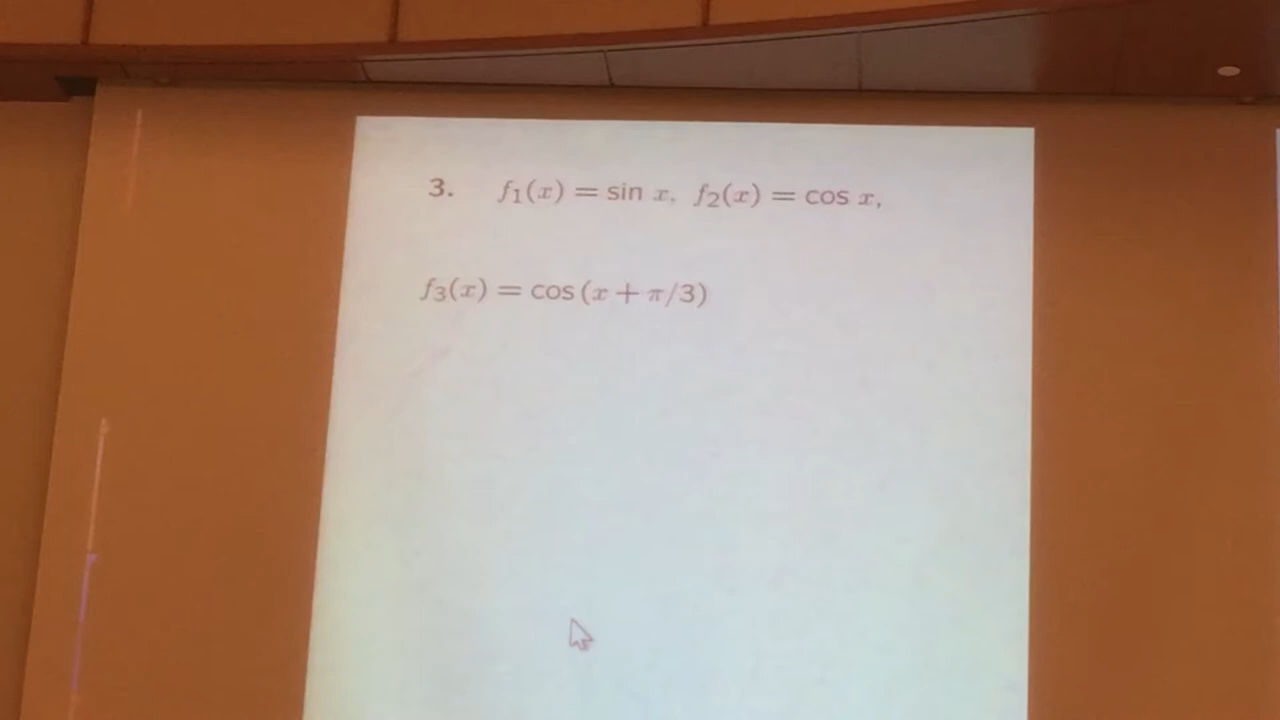 3. f₁(x) = sin x, f₂(x) = cos x,
f₃(x) = cos (x + π/3)